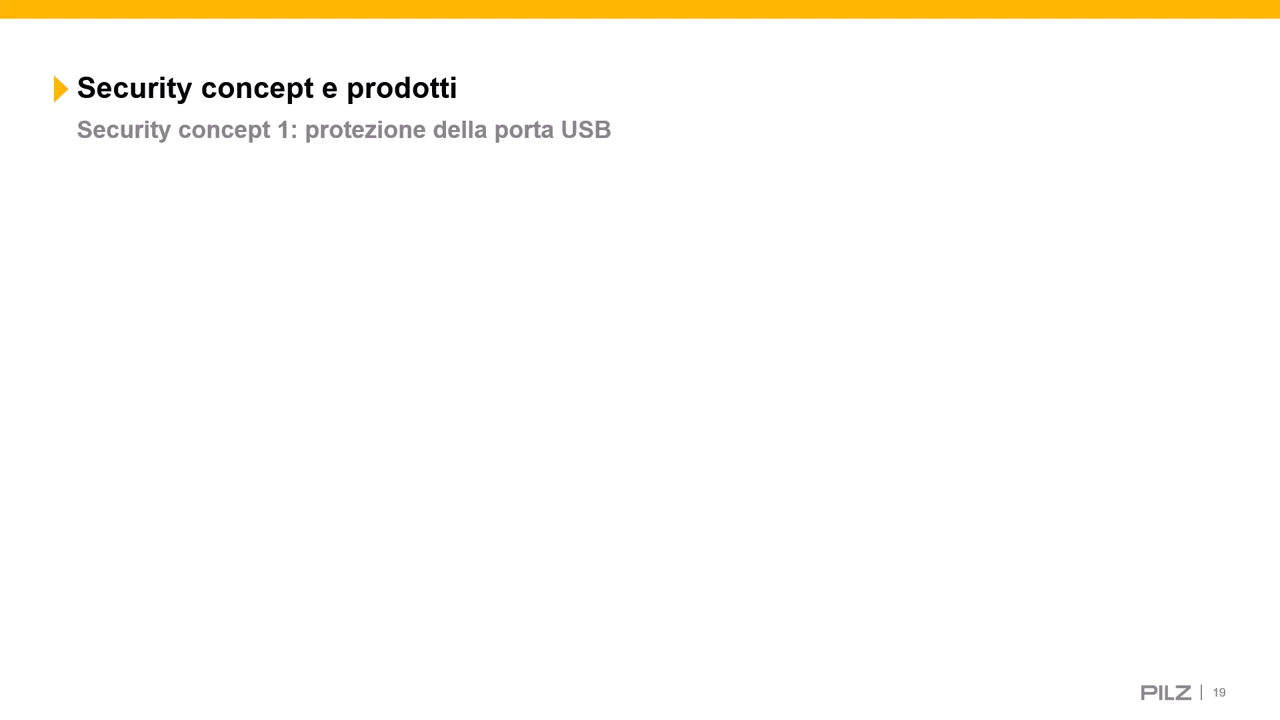 Security concept e prodotti
Security concept 1: protezione della porta USB
PILZ | 19